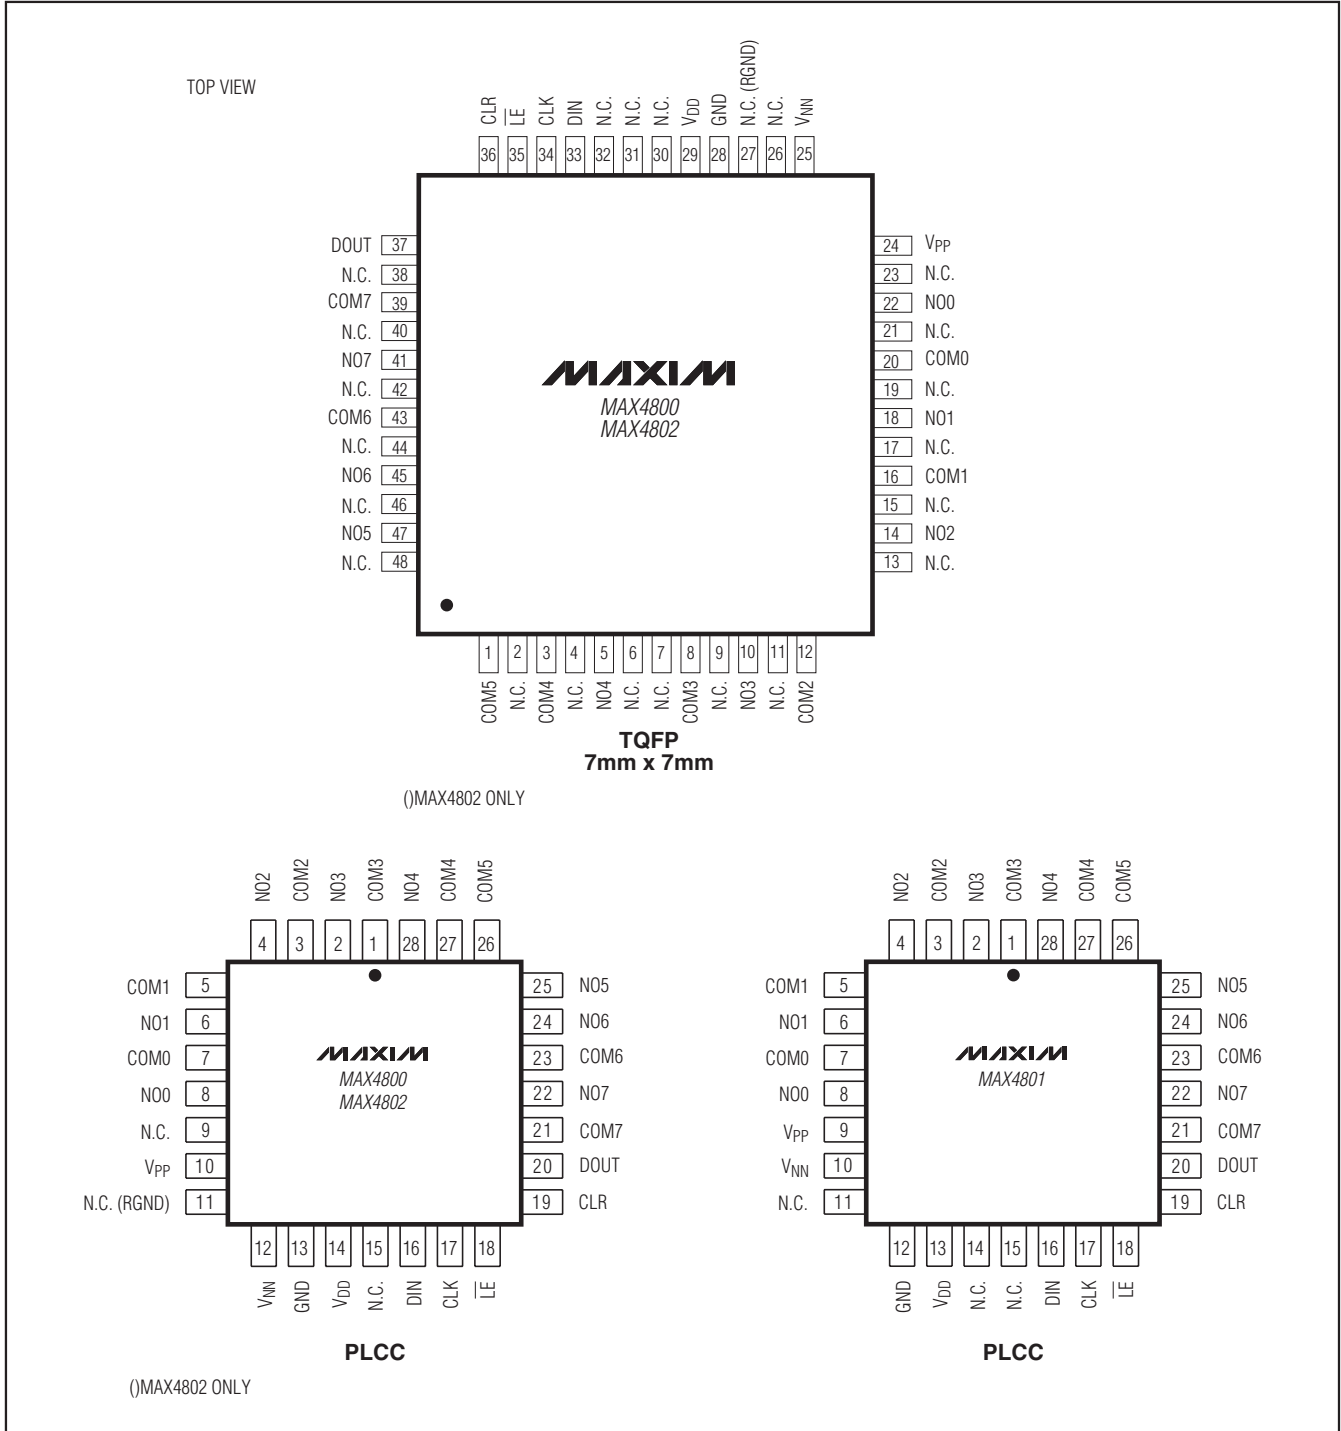 TOP VIEW
CLR
LE
CLK
DIN
N.C.
N.C.
N.C.
VDD
GND
N.C. (RGND)
N.C.
VNN
36 35 34 33 32 31 30 29 28 27 26 25
DOUT 37
N.C. 38
COM7 39
N.C. 40
NO7 41
N.C. 42
COM6 43
N.C. 44
NO6 45
N.C. 46
NO5 47
N.C. 48
MAXIM
MAX4800
MAX4802
24 VPP
23 N.C.
22 NO0
21 N.C.
20 COM0
19 N.C.
18 NO1
17 N.C.
16 COM1
15 N.C.
14 NO2
13 N.C.
1 2 3 4 5 6 7 8 9 10 11 12
COM5
N.C.
COM4
N.C.
NO4
N.C.
N.C.
COM3
N.C.
NO3
N.C.
COM2
TQFP
7mm x 7mm
()MAX4802 ONLY
NO2
COM2
NO3
COM3
NO4
COM4
COM5
4 3 2 1 28 27 26
COM1 5
NO1 6
COM0 7
NO0 8
N.C. 9
VPP 10
N.C. (RGND) 11
MAXIM
MAX4800
MAX4802
25 NO5
24 NO6
23 COM6
22 NO7
21 COM7
20 DOUT
19 CLR
12 13 14 15 16 17 18
VNN
GND
VDD
N.C.
DIN
CLK
LE
PLCC
()MAX4802 ONLY
NO2
COM2
NO3
COM3
NO4
COM4
COM5
4 3 2 1 28 27 26
COM1 5
NO1 6
COM0 7
NO0 8
VPP 9
VNN 10
N.C. 11
MAXIM
MAX4801
25 NO5
24 NO6
23 COM6
22 NO7
21 COM7
20 DOUT
19 CLR
12 13 14 15 16 17 18
GND
VDD
N.C.
N.C.
DIN
CLK
LE
PLCC